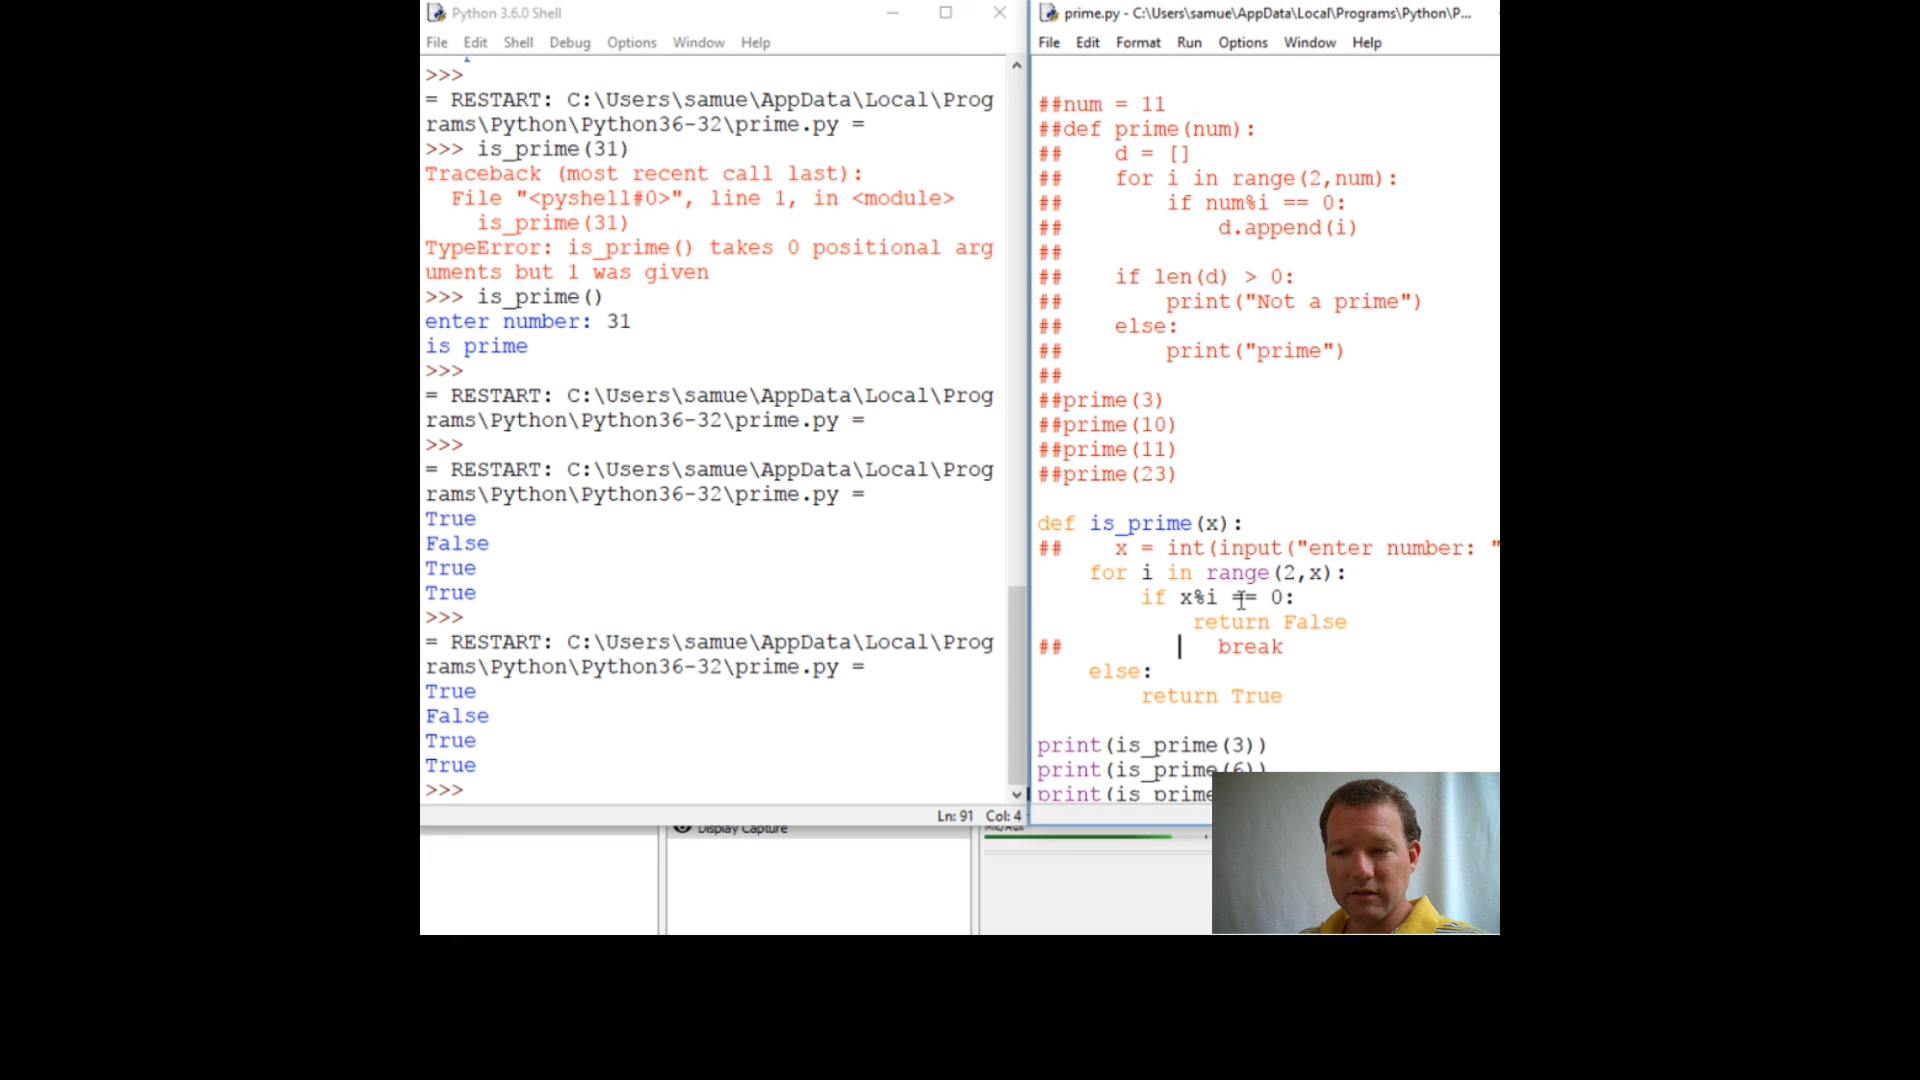 Python 3.6.0 Shell
File Edit Shell Debug Options Window Help
>>>
= RESTART: C:\Users\samue\AppData\Local\Prog
rams\Python\Python36-32\prime.py =
>>> is_prime(31)
Traceback (most recent call last):
  File "<pyshell#0>", line 1, in <module>
    is_prime(31)
TypeError: is_prime() takes 0 positional arg
uments but 1 was given
>>> is_prime()
enter number: 31
is prime
>>>
= RESTART: C:\Users\samue\AppData\Local\Prog
rams\Python\Python36-32\prime.py =
>>>
= RESTART: C:\Users\samue\AppData\Local\Prog
rams\Python\Python36-32\prime.py =
True
False
True
True
>>>
= RESTART: C:\Users\samue\AppData\Local\Prog
rams\Python\Python36-32\prime.py =
True
False
True
True
>>>
Ln: 91 Col: 4
Display Capture
prime.py - C:\Users\samue\AppData\Local\Programs\Python\P...
File Edit Format Run Options Window Help
##num = 11
##def prime(num):
##    d = []
##    for i in range(2,num):
##        if num%i == 0:
##            d.append(i)
##
##    if len(d) > 0:
##        print("Not a prime")
##    else:
##        print("prime")
##
##prime(3)
##prime(10)
##prime(11)
##prime(23)
def is_prime(x):
##    x = int(input("enter number: "
    for i in range(2,x):
        if x%i == 0:
            return False
##            break
    else:
        return True
print(is_prime(3))
print(is_prime(6))
print(is_prime
Mic/Aux